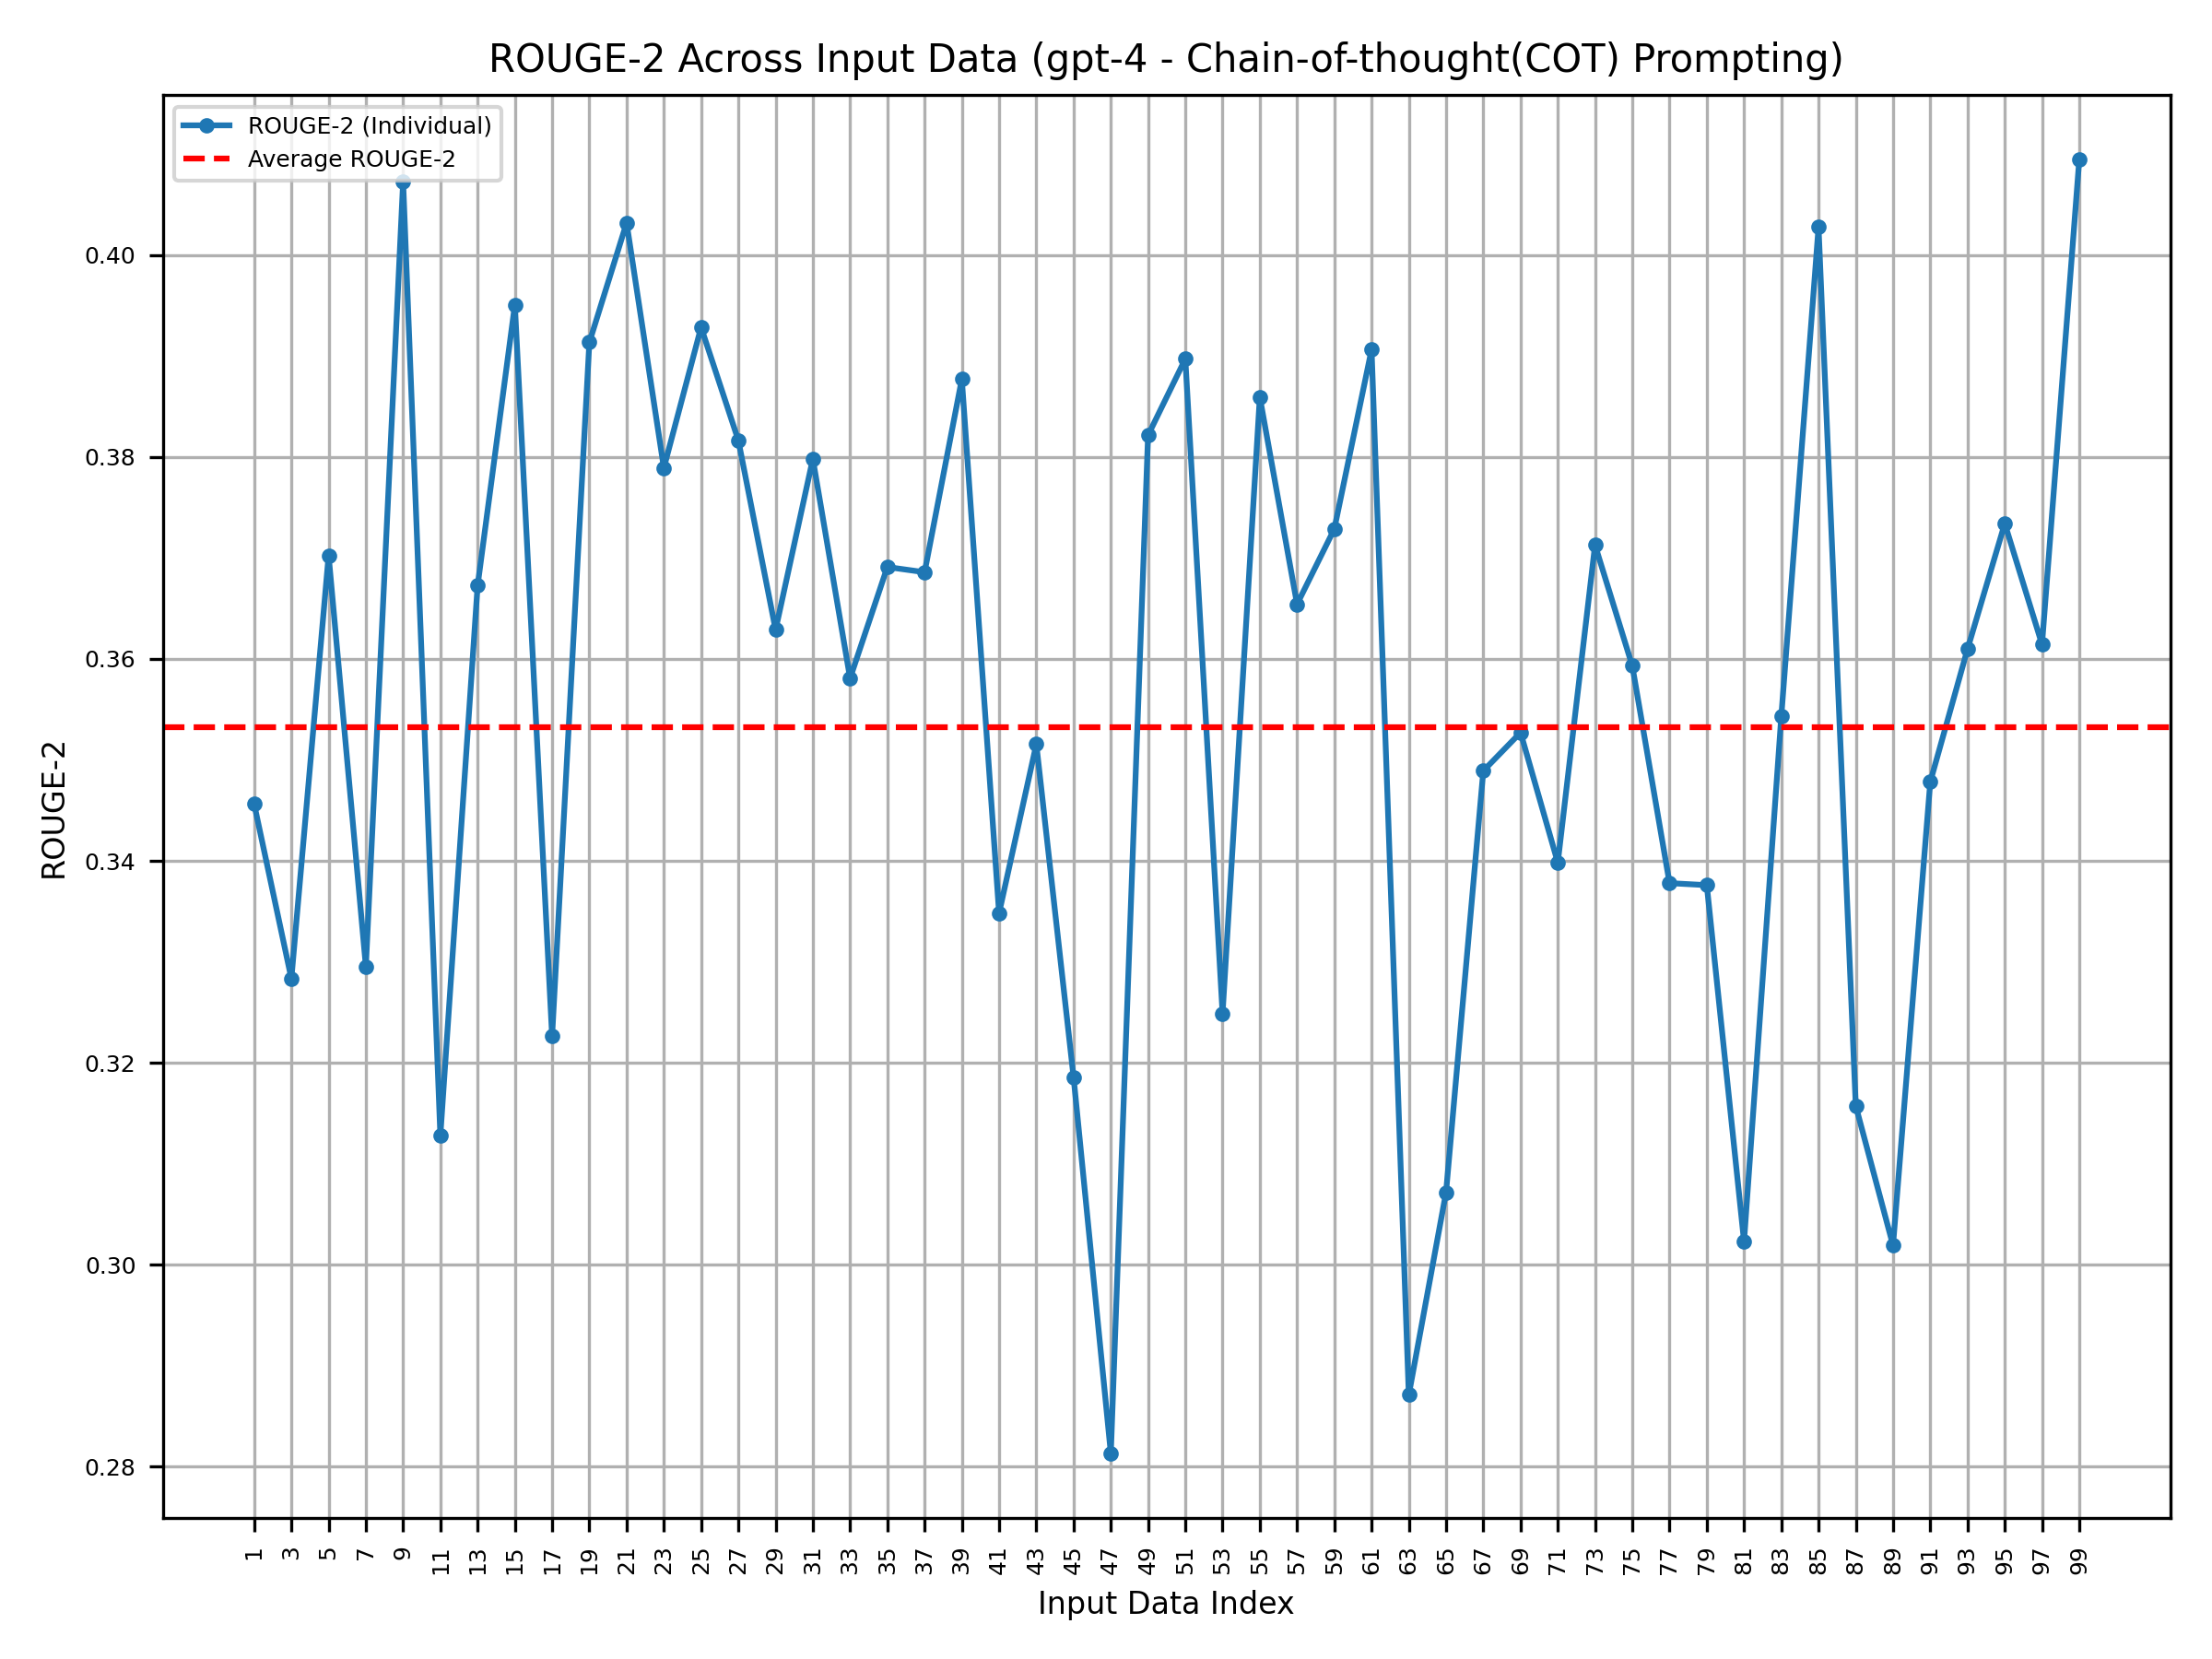 ROUGE-2 Across Input Data (gpt-4 - Chain-of-thought(COT) Prompting)
ROUGE-2 (Individual)
Average ROUGE-2
0.40
0.38
0.36
0.34
0.32
0.30
0.28
ROUGE-2
1 3 5 7 9 11 13 15 17 19 21 23 25 27 29 31 33 35 37 39 41 43 45 47 49 51 53 55 57 59 61 63 65 67 69 71 73 75 77 79 81 83 85 87 89 91 93 95 97 99
Input Data Index